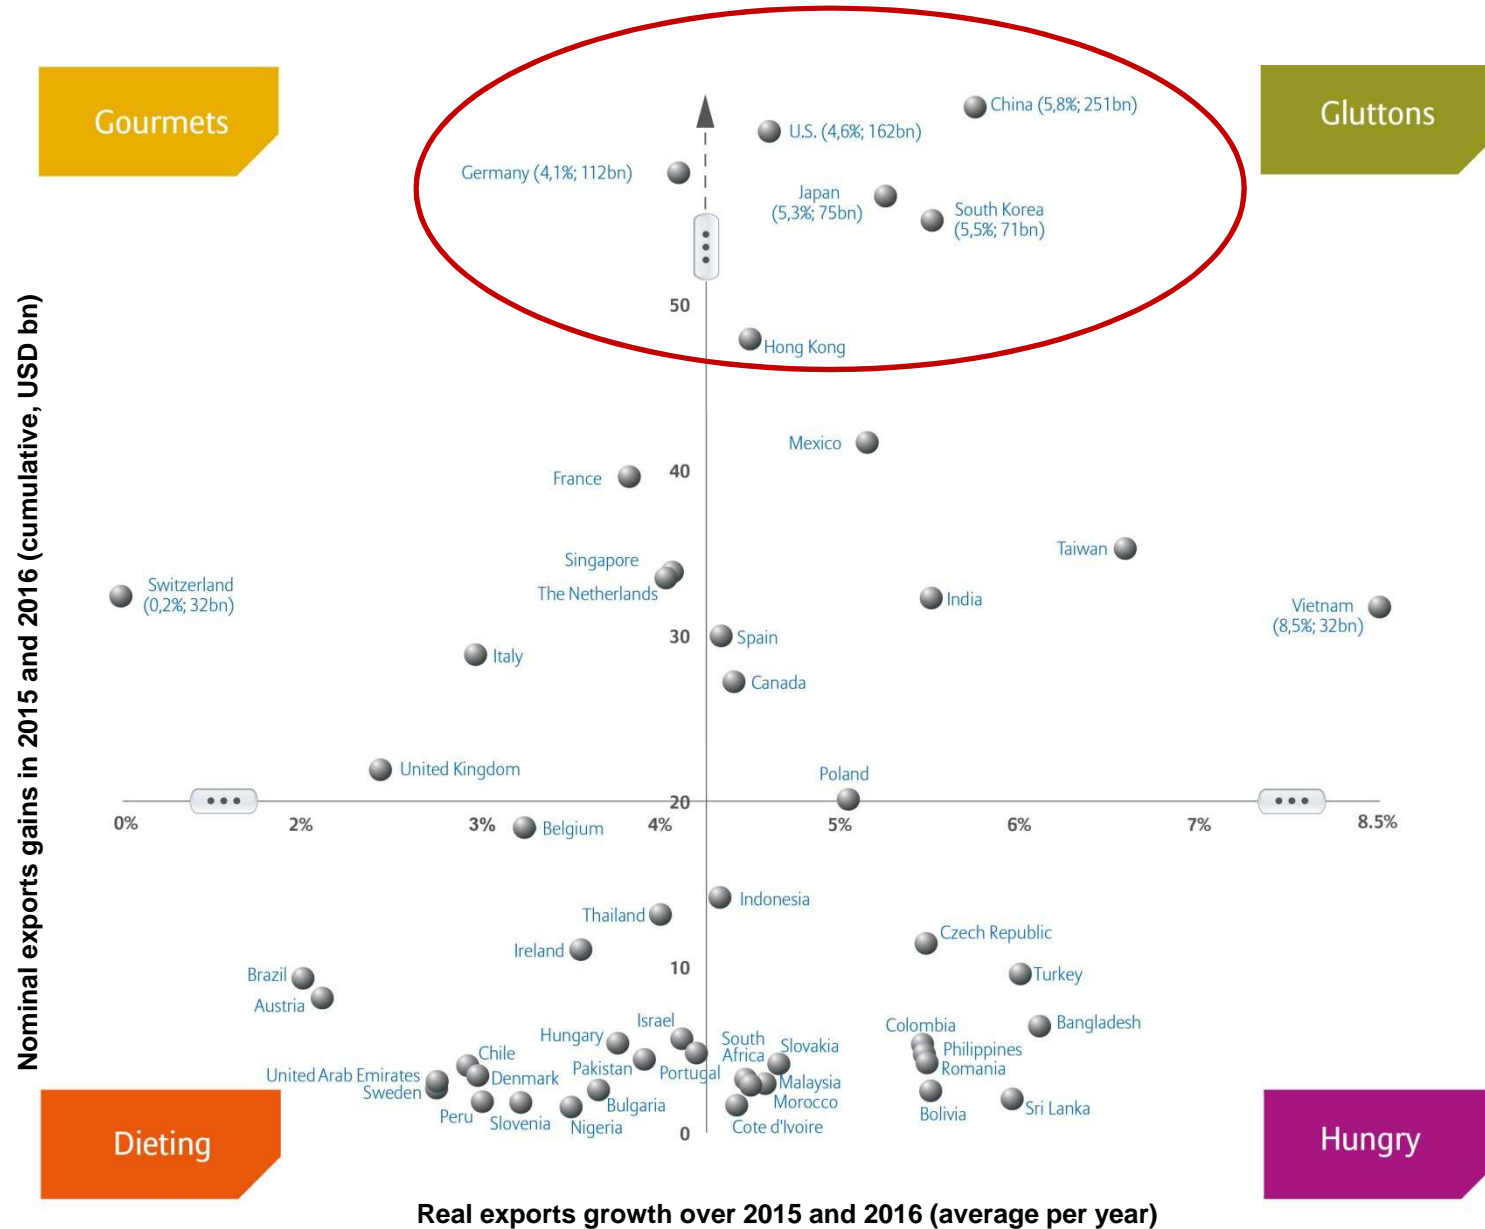 Gourmets
Gluttons
China (5,8%; 251bn)
U.S. (4,6%; 162bn)
Germany (4,1%; 112bn)
Japan
(5,3%; 75bn)
South Korea
(5,5%; 71bn)
50
Hong Kong
Mexico
40
France
Taiwan
Singapore
The Netherlands
Switzerland
(0,2%; 32bn)
India
Vietnam
(8,5%; 32bn)
30
Spain
Italy
Canada
United Kingdom
Poland
20
0%
2%
3%
4%
5%
6%
7%
8.5%
Belgium
Indonesia
Thailand
Czech Republic
Ireland
10
Turkey
Brazil
Austria
Israel
Hungary
South
Africa
Slovakia
Colombia
Bangladesh
Philippines
Romania
Chile
Pakistan
Portugal
United Arab Emirates
Denmark
Malaysia
Sweden
Morocco
Peru
Slovenia
Bulgaria
Nigeria
Cote d'Ivoire
Bolivia
Sri Lanka
0
Dieting
Hungry
Nominal exports gains in 2015 and 2016 (cumulative, USD bn)
Real exports growth over 2015 and 2016 (average per year)